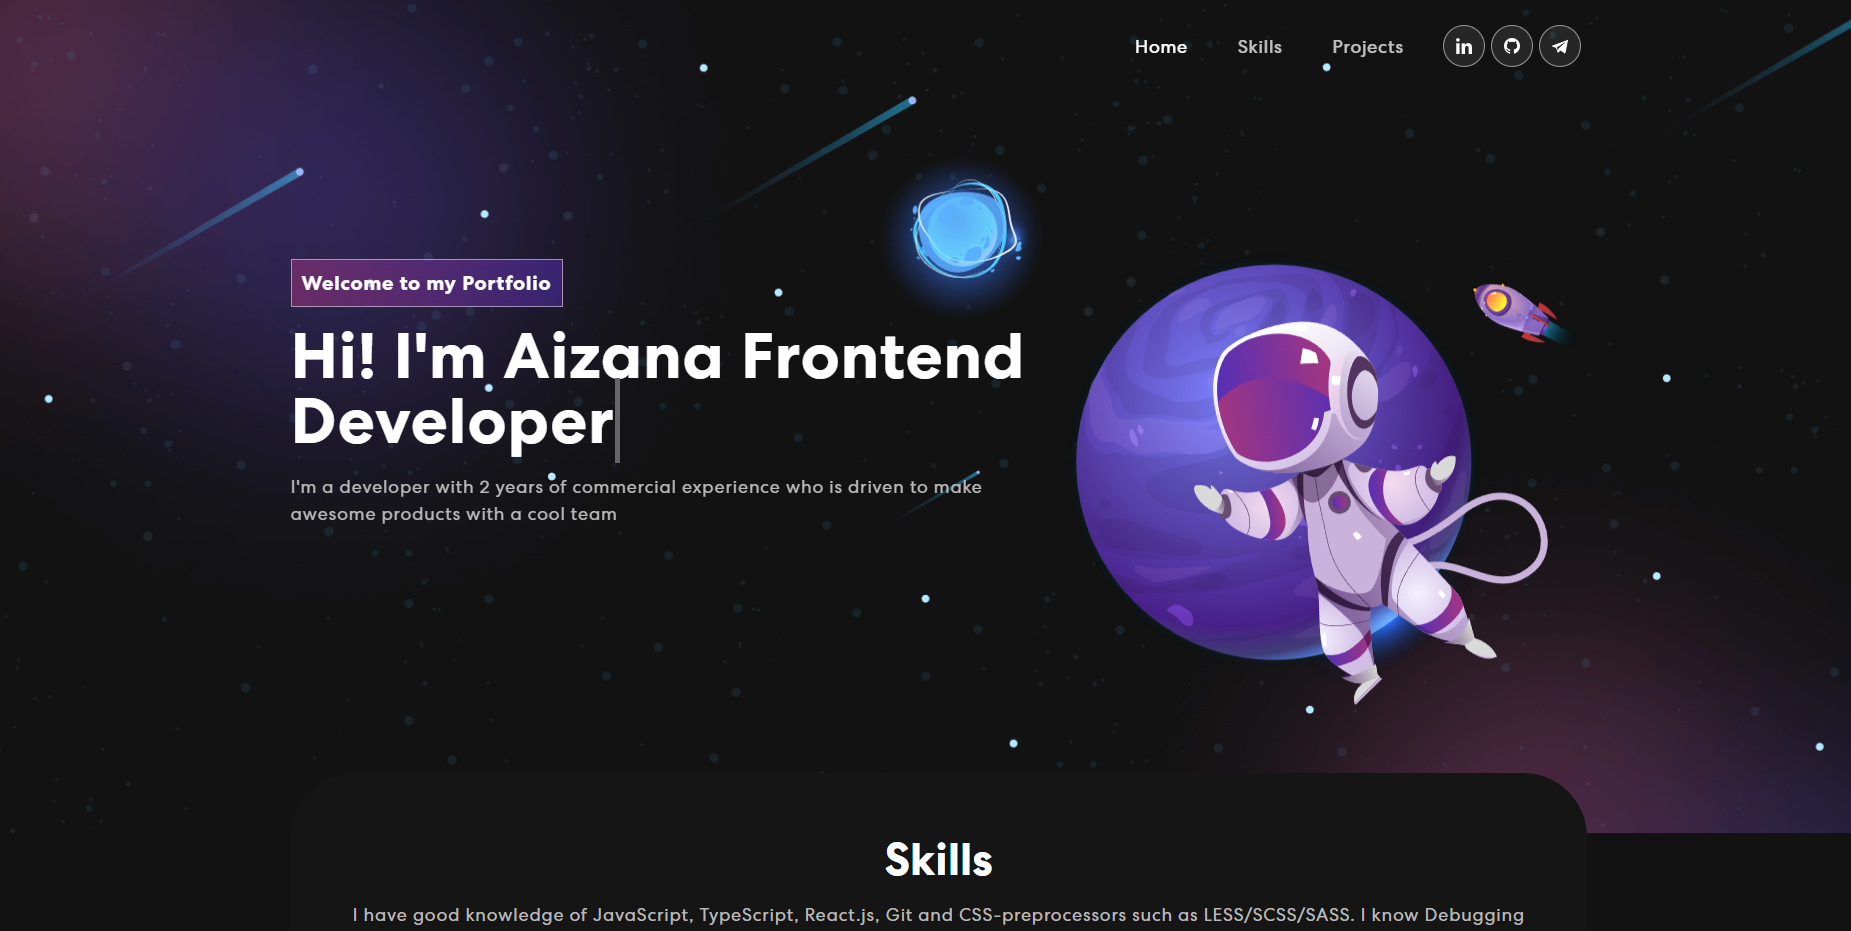 Home Skills Projects in
Welcome to my Portfolio
Hi! I'm Aizana Frontend
Developer
I'm a developer with 2 years of commercial experience who is driven to make
awesome products with a cool team
Skills
I have good knowledge of JavaScript, TypeScript, React.js, Git and CSS-preprocessors such as LESS/SCSS/SASS. I know Debugging